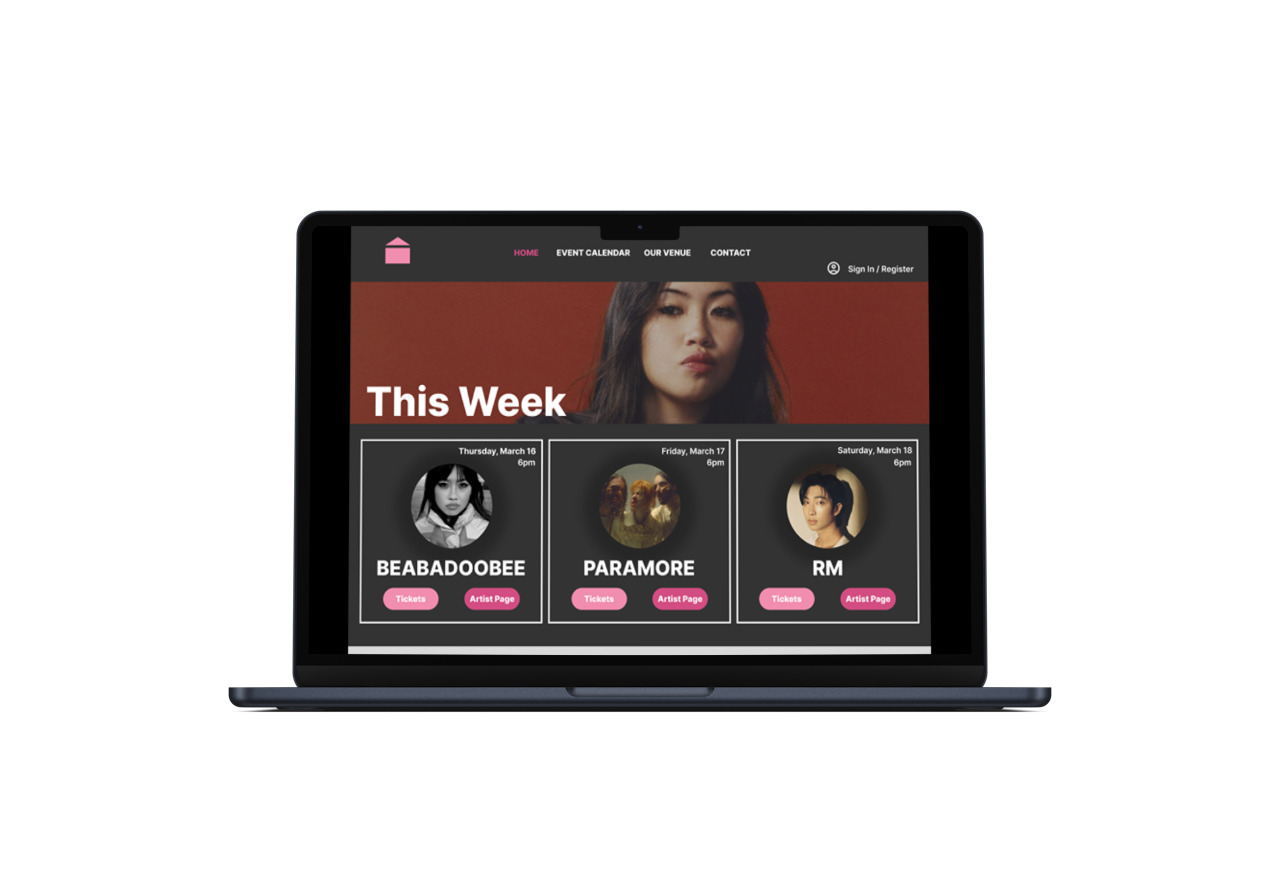 HOME EVENT CALENDAR OUR VENUE CONTACT
Sign In / Register
This Week
Thursday, March 16
6pm
BEABADOOBEE
Tickets Artist Page
Friday, March 17
6pm
PARAMORE
Tickets Artist Page
Saturday, March 18
6pm
RM
Tickets Artist Page